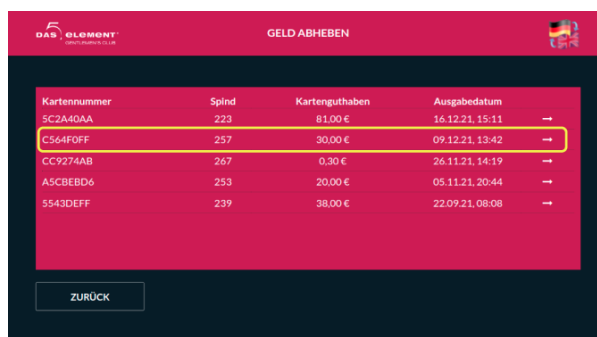 5
DAS ELEMENT
GENTLEMEN'S CLUB
GELD ABHEBEN
Kartennummer Spind Kartenguthaben Ausgabedatum
5C2A40AA 223 81,00 € 16.12.21, 15:11 →
C564F0FF 257 30,00 € 09.12.21, 13:42 →
CC9274AB 267 0,30 € 26.11.21, 14:19 →
A5CBEBD6 253 20,00 € 05.11.21, 20:44 →
5543DEFF 239 38,00 € 22.09.21, 08:08 →
ZURÜCK